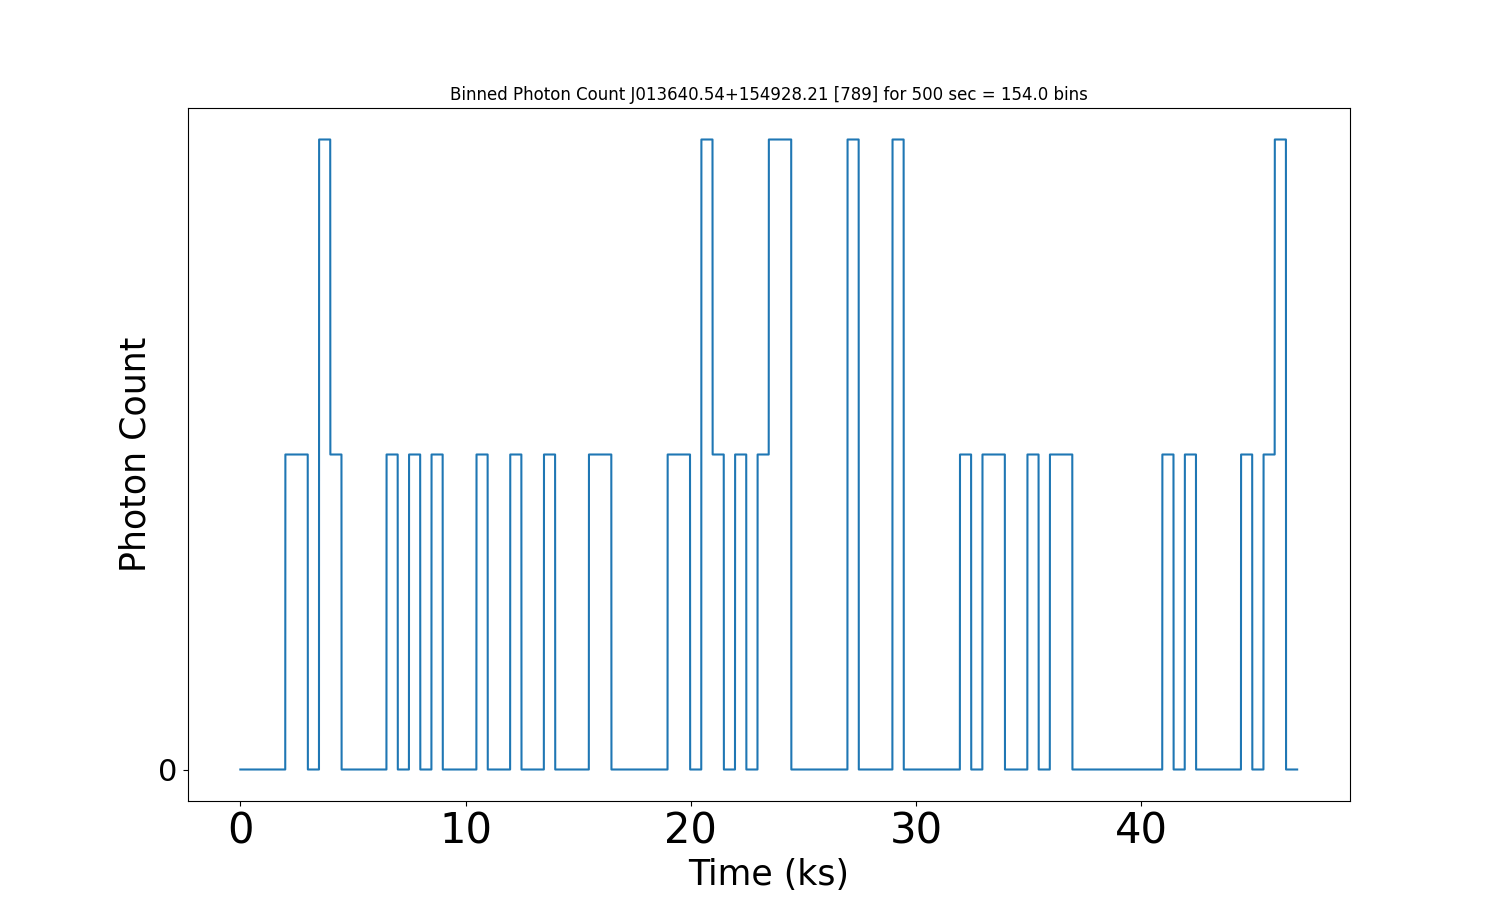 Binned Photon Count J013640.54+154928.21 [789] for 500 sec = 154.0 bins
Photon Count
0
0 10 20 30 40
Time (ks)